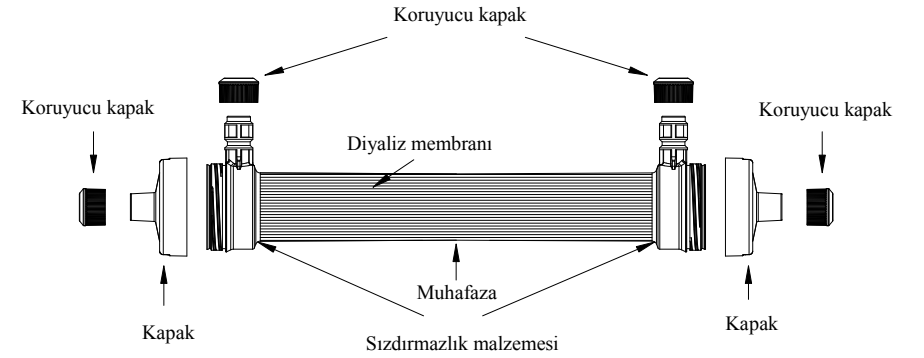 Koruyucu kapak
Koruyucu kapak
Koruyucu kapak
Diyaliz membranı
Muhafaza
Kapak
Kapak
Sızdırmazlık malzemesi